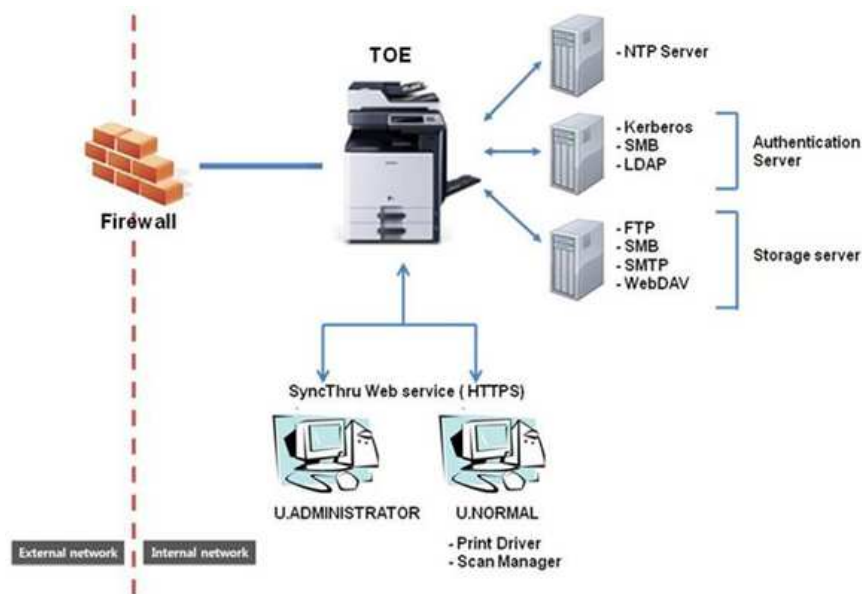 TOE
- NTP Server
- Kerberos
- SMB
- LDAP
Authentication
Server
Firewall
- FTP
- SMB
- SMTP
- WebDAV
Storage server
SyncThru Web service ( HTTPS)
U.ADMINISTRATOR
U.NORMAL
- Print Driver
- Scan Manager
External network
Internal network